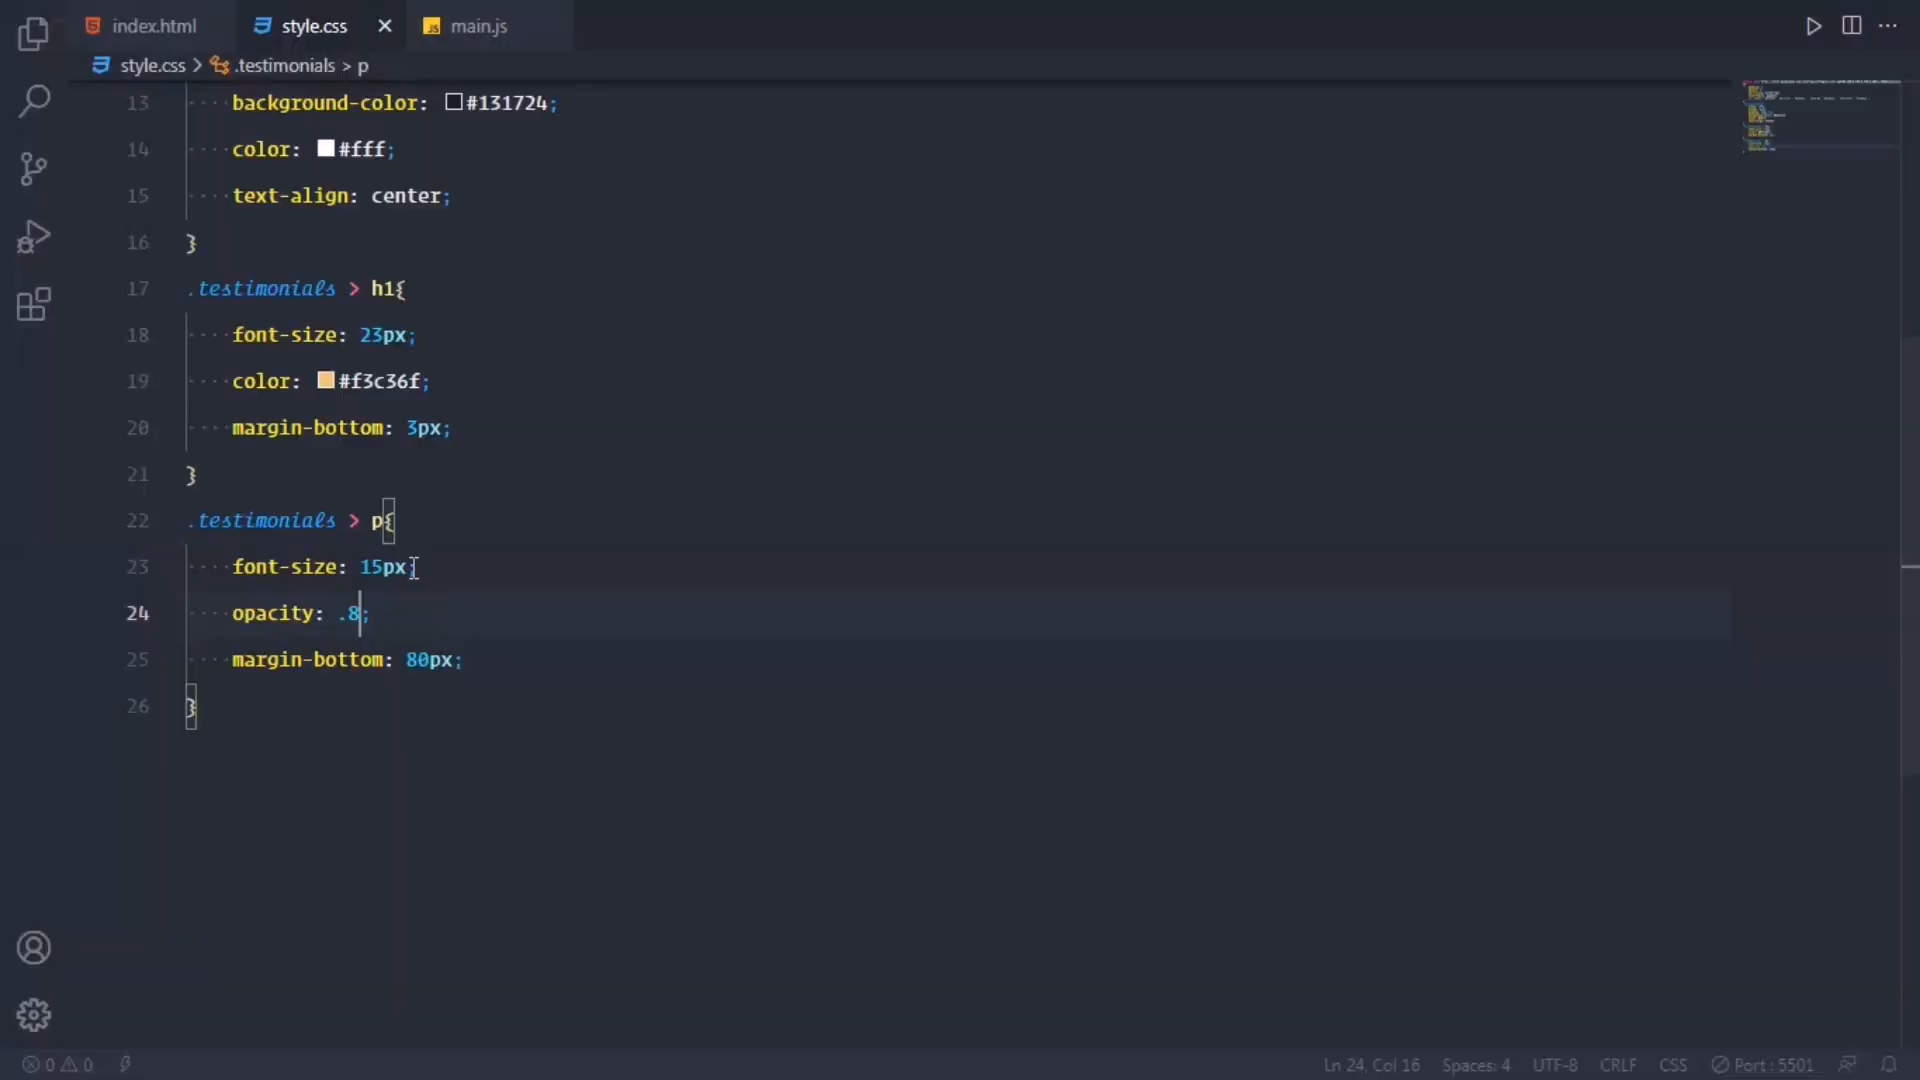 index.html style.css main.js
style.css > .testimonials > p
13 background-color: #131724;
14 color: #fff;
15 text-align: center;
16 }
17 .testimonials > h1{
18 font-size: 23px;
19 color: #f3c36f;
20 margin-bottom: 3px;
21 }
22 .testimonials > p{
23 font-size: 15px;
24 opacity: .8;
25 margin-bottom: 80px;
26 }
0 0 Ln 24, Col 16 Spaces: 4 UTF-8 CRLF CSS Port : 5501